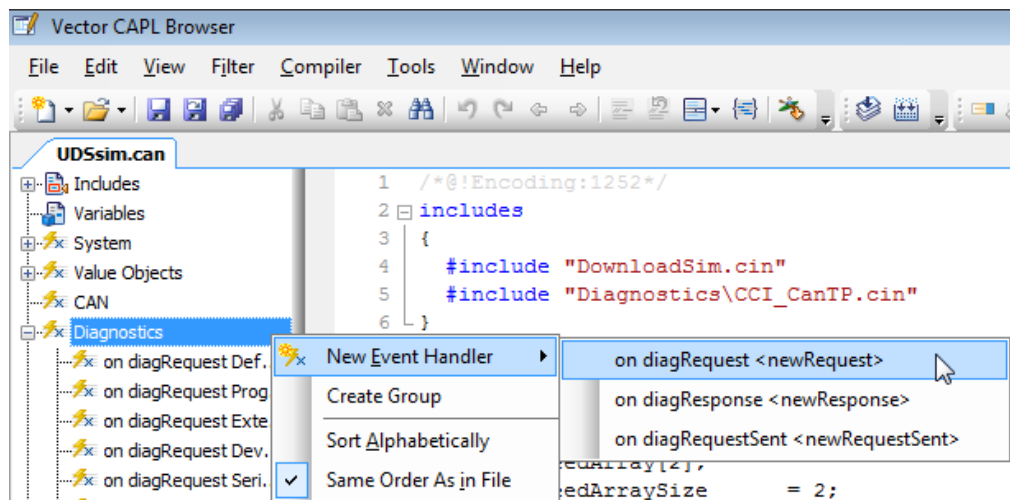 Vector CAPL Browser
File Edit View Filter Compiler Tools Window Help
UDSsim.can
Includes
Variables
System
Value Objects
CAN
Diagnostics
on diagRequest Def...
on diagRequest Prog
on diagRequest Exte
on diagRequest Dev.
on diagRequest Seri..
1 /*@!Encoding:1252*/
2 includes
3 {
4 #include "DownloadSim.cin"
5 #include "Diagnostics\CCI_CanTP.cin"
6 }
New Event Handler
Create Group
Sort Alphabetically
Same Order As in File
on diagRequest <newRequest>
on diagResponse <newResponse>
on diagRequestSent <newRequestSent>
edArray[2];
edArraySize = 2;